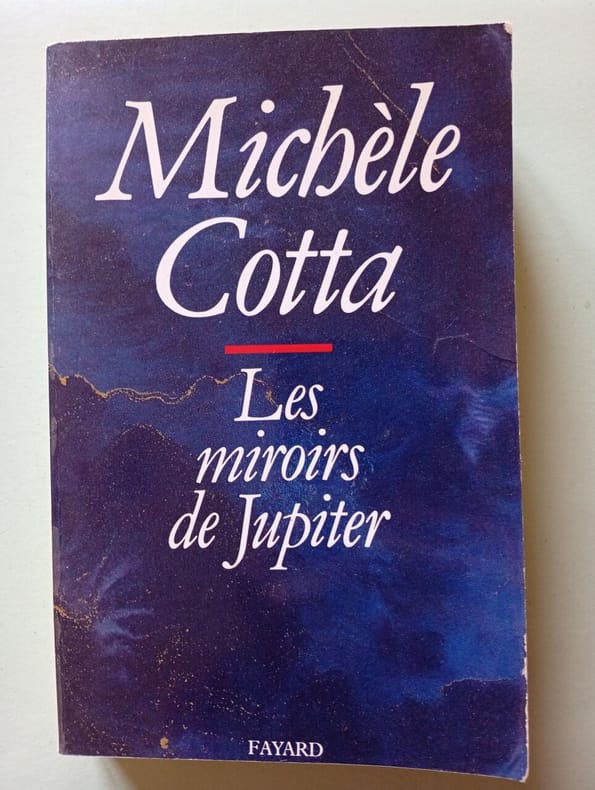 Michèle
Cotta
Les
miroirs
de Jupiter
FAYARD